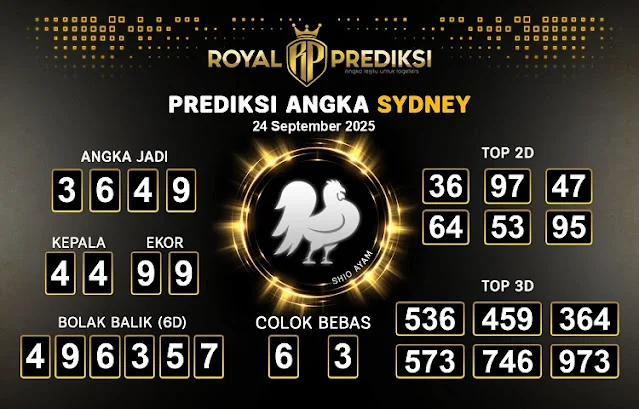 ROYAL RP PREDIKSI
Angka Jegitu untuk togellers
PREDIKSI ANGKA SYDNEY
24 September 2025
ANGKA JADI
3 6 4 9
KEPALA EKOR
4 4 9 9
BOLAK BALIK (6D)
4 9 6 3 5 7
SHIO AYAM
COLOK BEBAS
6 3
TOP 2D
36 97 47
64 53 95
TOP 3D
536 459 364
573 746 973